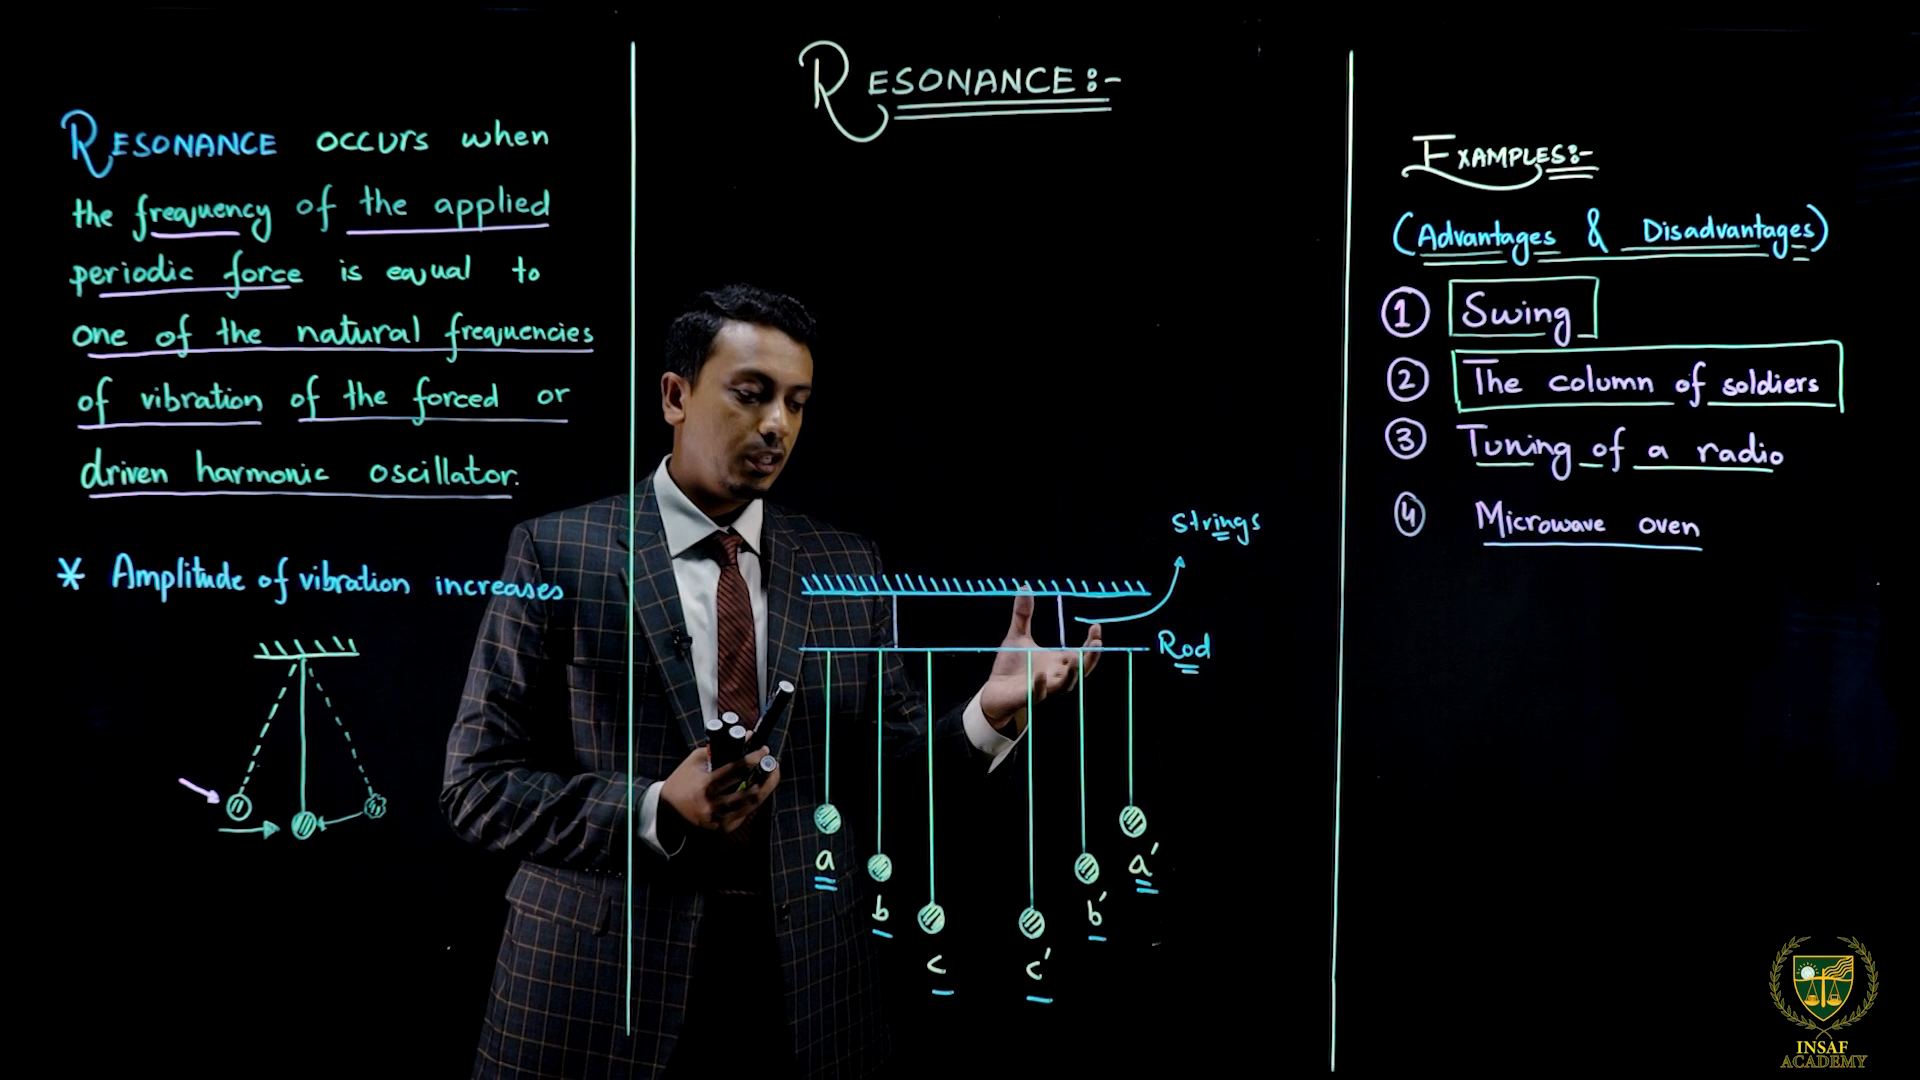 RESONANCE:-
RESONANCE occurs when
the frequency of the applied
periodic force is equal to
one of the natural frequencies
of vibration of the forced or
driven harmonic oscillator.
* Amplitude of vibration increases
Strings
Rod
a
b
c
c'
b'
a'
EXAMPLES:-
(Advantages & Disadvantages)
1 Swing
2 The column of soldiers
3 Tuning of a radio
4 Microwave oven
INSAF
ACADEMY